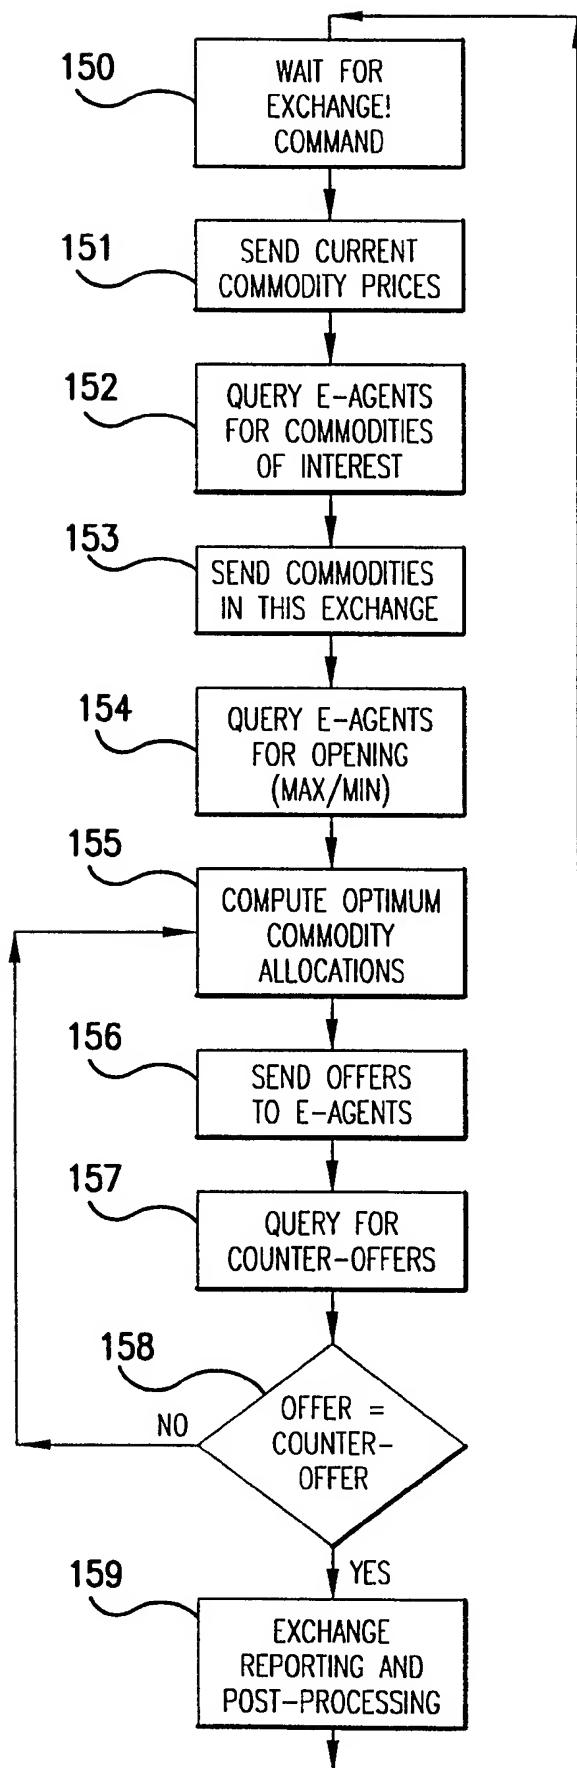 150
WAIT FOR
EXCHANGE!
COMMAND
151
SEND CURRENT
COMMODITY PRICES
152
QUERY E-AGENTS
FOR COMMODITIES
OF INTEREST
153
SEND COMMODITIES
IN THIS EXCHANGE
154
QUERY E-AGENTS
FOR OPENING
(MAX/MIN)
155
COMPUTE OPTIMUM
COMMODITY
ALLOCATIONS
156
SEND OFFERS
TO E-AGENTS
157
QUERY FOR
COUNTER-OFFERS
158
OFFER =
COUNTER-
OFFER
NO
YES
159
EXCHANGE
REPORTING AND
POST-PROCESSING